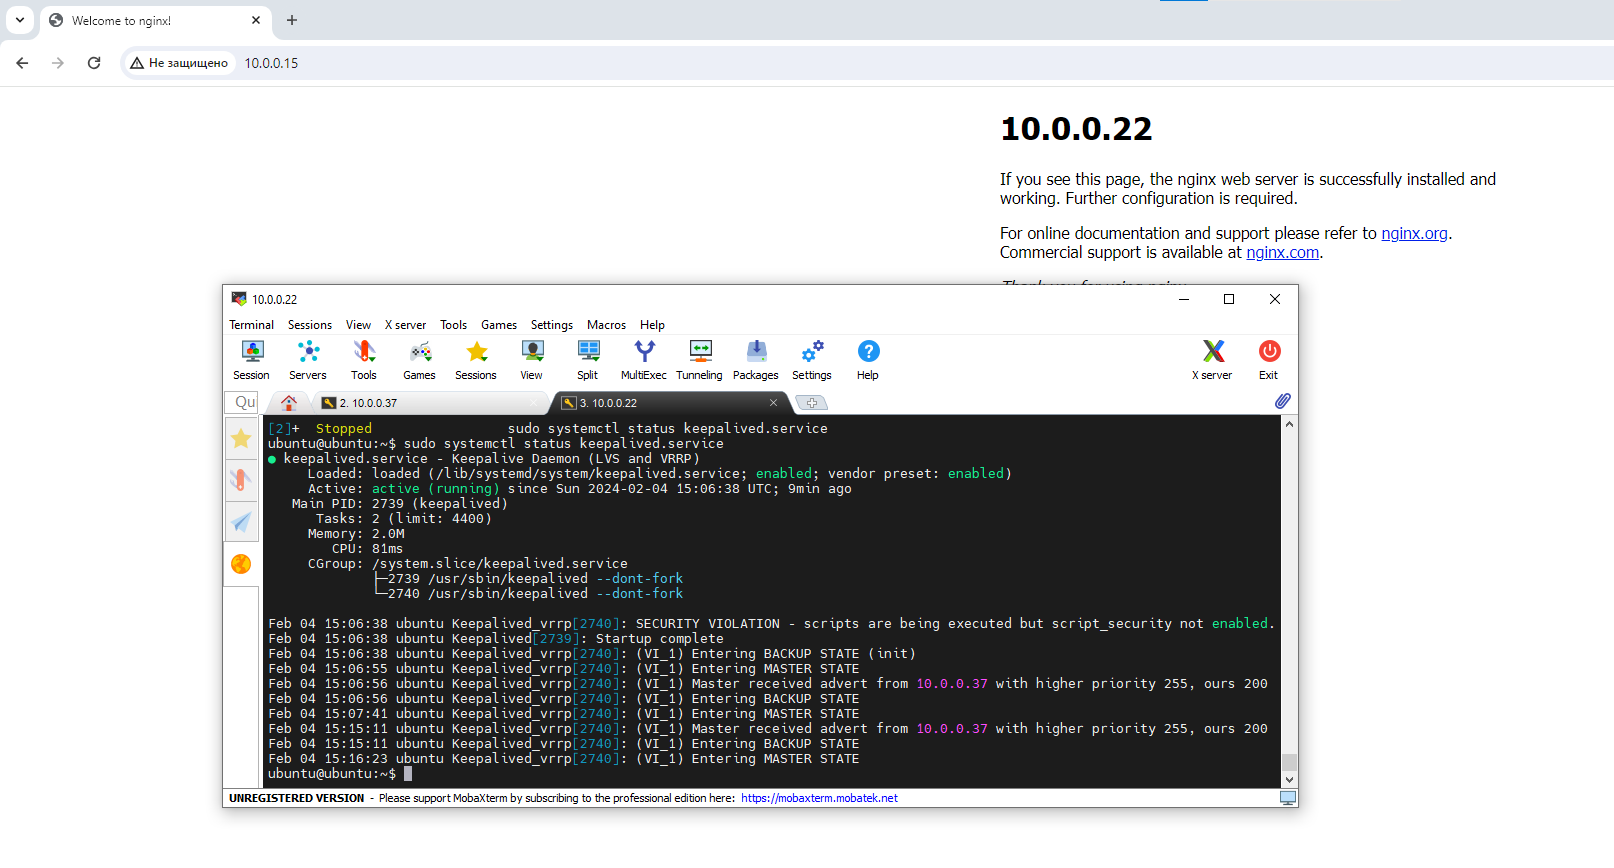 Welcome to nginx!
Не защищено
10.0.0.15
10.0.0.22
If you see this page, the nginx web server is successfully installed and
working. Further configuration is required.
For online documentation and support please refer to nginx.org.
Commercial support is available at nginx.com.
Thank you for using nginx.
10.0.0.22
Terminal Sessions View X server Tools Games Settings Macros Help
Session Servers Tools Games Sessions View Split MultiExec Tunneling Packages Settings Help X server Exit
Qu
2. 10.0.0.37
3. 10.0.0.22
[2]+  Stopped                 sudo systemctl status keepalived.service
ubuntu@ubuntu:~$ sudo systemctl status keepalived.service
● keepalived.service - Keepalive Daemon (LVS and VRRP)
     Loaded: loaded (/lib/systemd/system/keepalived.service; enabled; vendor preset: enabled)
     Active: active (running) since Sun 2024-02-04 15:06:38 UTC; 9min ago
   Main PID: 2739 (keepalived)
      Tasks: 2 (limit: 4400)
     Memory: 2.0M
        CPU: 81ms
     CGroup: /system.slice/keepalived.service
             ├─2739 /usr/sbin/keepalived --dont-fork
             └─2740 /usr/sbin/keepalived --dont-fork
Feb 04 15:06:38 ubuntu Keepalived_vrrp[2740]: SECURITY VIOLATION - scripts are being executed but script_security not enabled.
Feb 04 15:06:38 ubuntu Keepalived[2739]: Startup complete
Feb 04 15:06:38 ubuntu Keepalived_vrrp[2740]: (VI_1) Entering BACKUP STATE (init)
Feb 04 15:06:55 ubuntu Keepalived_vrrp[2740]: (VI_1) Entering MASTER STATE
Feb 04 15:06:56 ubuntu Keepalived_vrrp[2740]: (VI_1) Master received advert from 10.0.0.37 with higher priority 255, ours 200
Feb 04 15:06:56 ubuntu Keepalived_vrrp[2740]: (VI_1) Entering BACKUP STATE
Feb 04 15:07:41 ubuntu Keepalived_vrrp[2740]: (VI_1) Entering MASTER STATE
Feb 04 15:15:11 ubuntu Keepalived_vrrp[2740]: (VI_1) Master received advert from 10.0.0.37 with higher priority 255, ours 200
Feb 04 15:15:11 ubuntu Keepalived_vrrp[2740]: (VI_1) Entering BACKUP STATE
Feb 04 15:16:23 ubuntu Keepalived_vrrp[2740]: (VI_1) Entering MASTER STATE
ubuntu@ubuntu:~$
UNREGISTERED VERSION - Please support MobaXterm by subscribing to the professional edition here: https://mobaxterm.mobatek.net